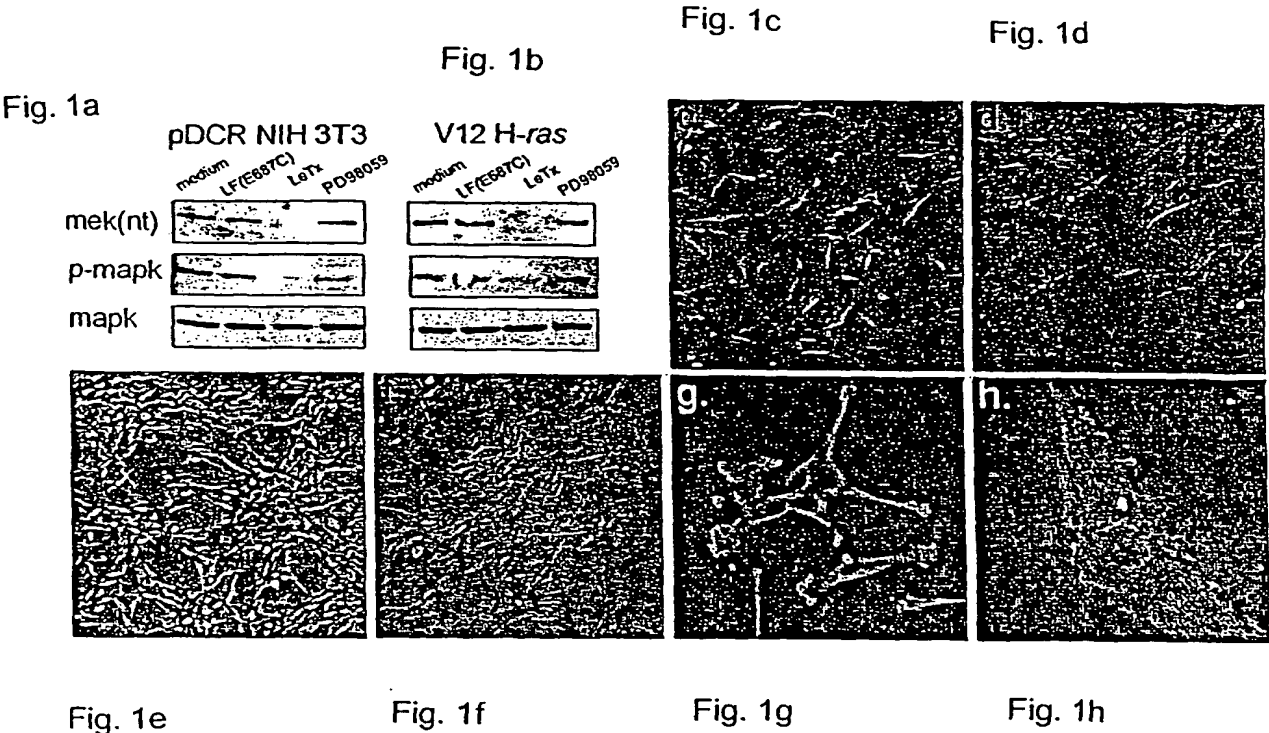 Fig. 1c
Fig. 1d
Fig. 1b
Fig. 1a
pDCR NIH 3T3
V12 H-ras
medium LF(E687C) LeTx PD98059
medium LF(E687C) LeTx PD98059
mek(nt)
p-mapk
mapk
c
d
g.
h.
Fig. 1e
Fig. 1f
Fig. 1g
Fig. 1h